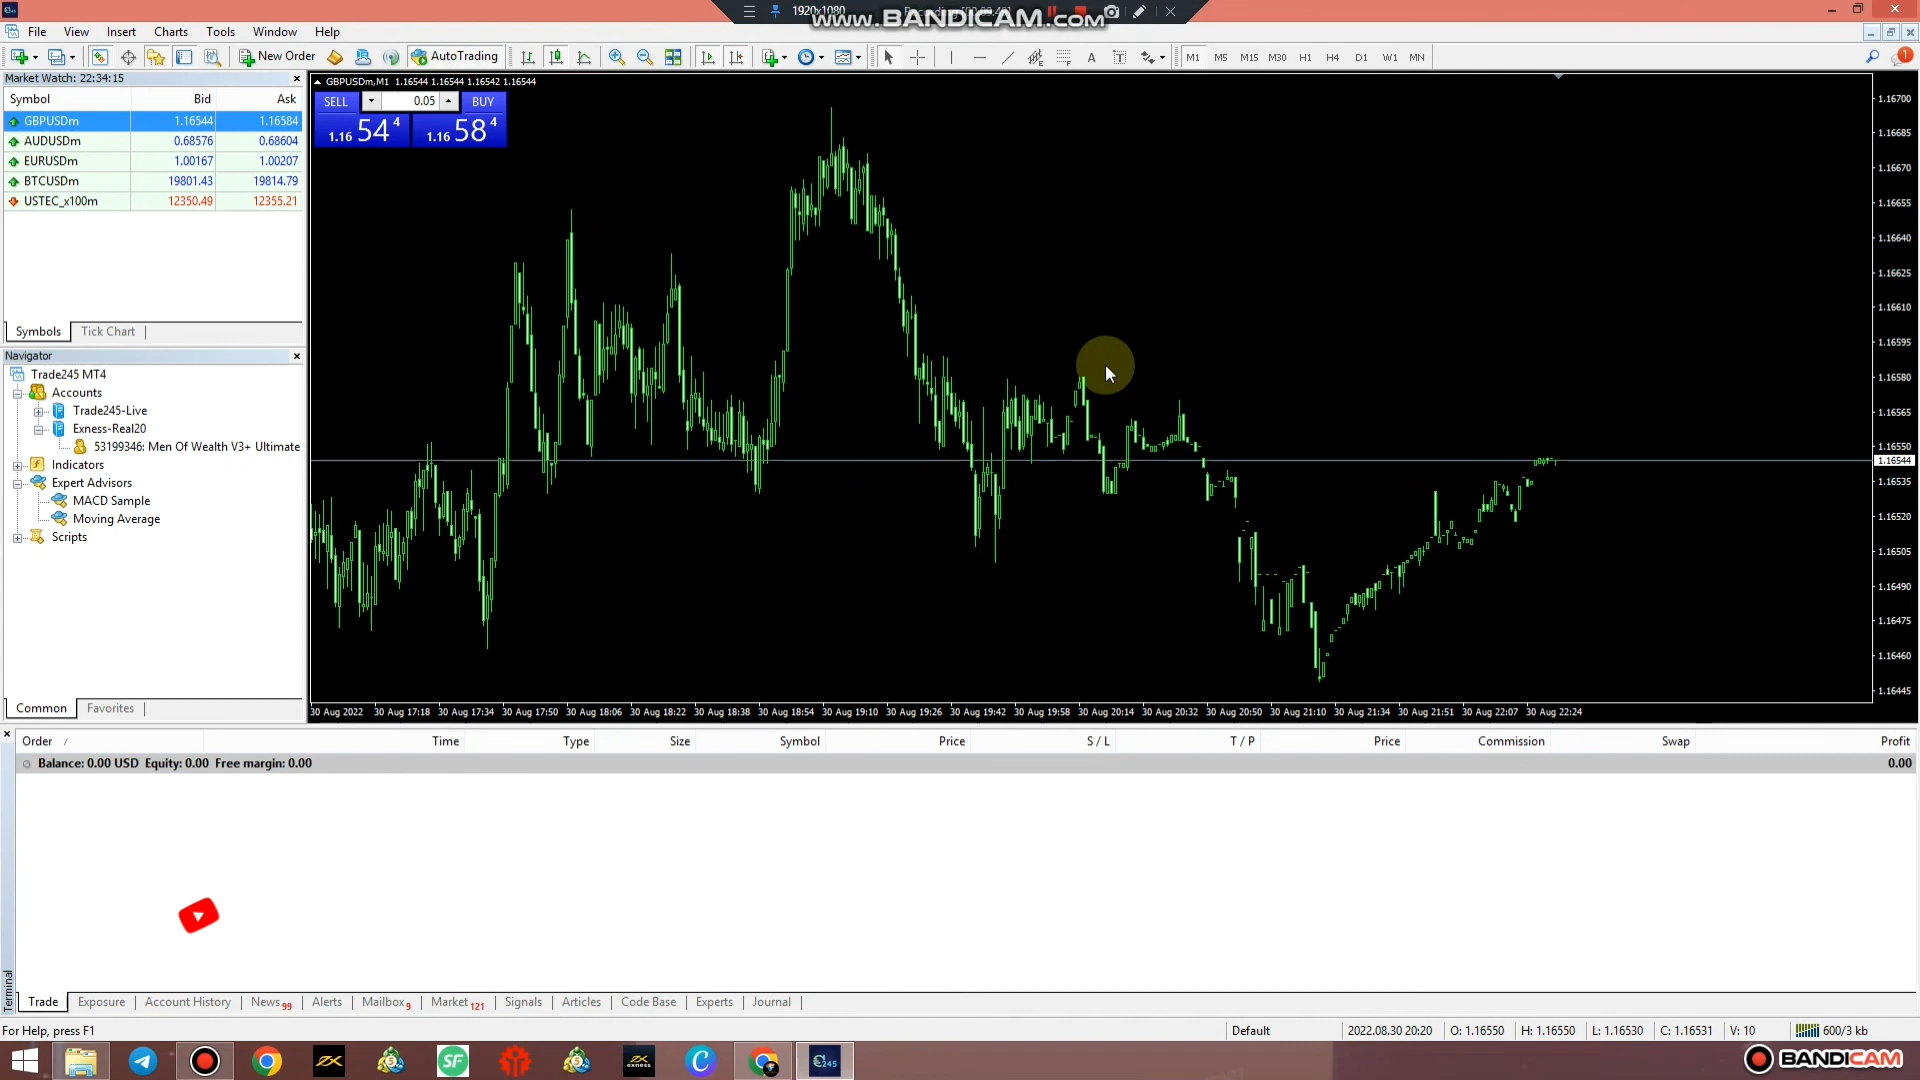 1920x1080
www.BANDICAM.com
File View Insert Charts Tools Window Help
New Order AutoTrading A T M1 M5 M15 M30 H1 H4 D1 W1 MN 1
Market Watch: 22:34:15
Symbol Bid Ask
GBPUSDm 1.16544 1.16584
AUDUSDm 0.68576 0.68604
EURUSDm 1.00167 1.00207
BTCUSDm 19801.43 19814.79
USTEC_x100m 12350.49 12355.21
Symbols Tick Chart
Navigator
Trade245 MT4
Accounts
Trade245-Live
Exness-Real20
53199346: Men Of Wealth V3+ Ultimate
Indicators
Expert Advisors
MACD Sample
Moving Average
Scripts
Common Favorites
GBPUSDm,M1 1.16544 1.16544 1.16542 1.16544
SELL 0.05 BUY
1.16 54 4 1.16 58 4
1.16700
1.16685
1.16670
1.16655
1.16640
1.16625
1.16610
1.16595
1.16580
1.16565
1.16550
1.16544
1.16535
1.16520
1.16505
1.16490
1.16475
1.16460
1.16445
30 Aug 2022 30 Aug 17:18 30 Aug 17:34 30 Aug 17:50 30 Aug 18:06 30 Aug 18:22 30 Aug 18:38 30 Aug 18:54 30 Aug 19:10 30 Aug 19:26 30 Aug 19:42 30 Aug 19:58 30 Aug 20:14 30 Aug 20:32 30 Aug 20:50 30 Aug 21:10 30 Aug 21:34 30 Aug 21:51 30 Aug 22:07 30 Aug 22:24
Order / Time Type Size Symbol Price S / L T / P Price Commission Swap Profit
Balance: 0.00 USD Equity: 0.00 Free margin: 0.00 0.00
Terminal
Trade Exposure Account History News 99 Alerts Mailbox 9 Market 121 Signals Articles Code Base Experts Journal
For Help, press F1 Default 2022.08.30 20:20 O: 1.16550 H: 1.16550 L: 1.16530 C: 1.16531 V: 10 600/3 kb
SF exness C 245
BANDICAM